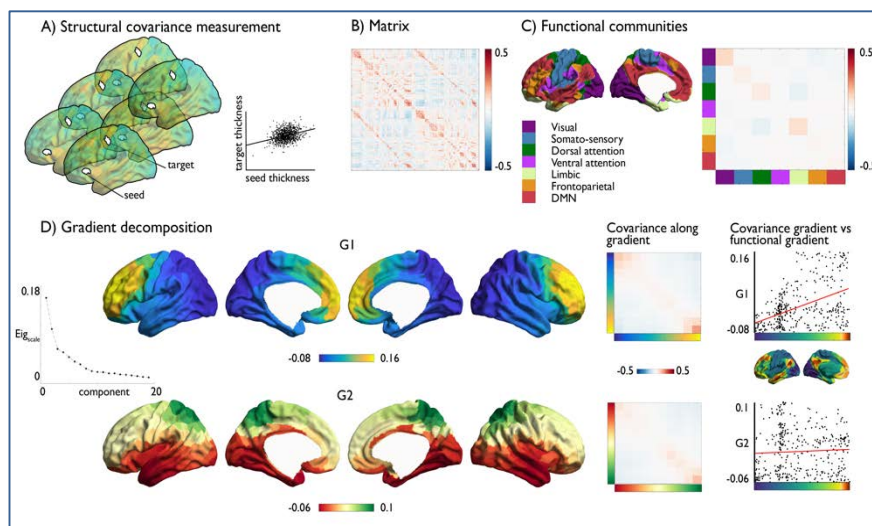 A) Structural covariance measurement
target thickness
seed thickness
target
seed
B) Matrix
0.5
-0.5
C) Functional communities
Visual
Somato-sensory
Dorsal attention
Ventral attention
Limbic
Frontoparietal
DMN
0.5
-0.5
D) Gradient decomposition
0.18
Eigscale
0
0
component
20
G1
-0.08
0.16
Covariance along
gradient
-0.5
0.5
Covariance gradient vs
functional gradient
0.16
G1
-0.08
G2
-0.06
0.1
0.1
G2
-0.06